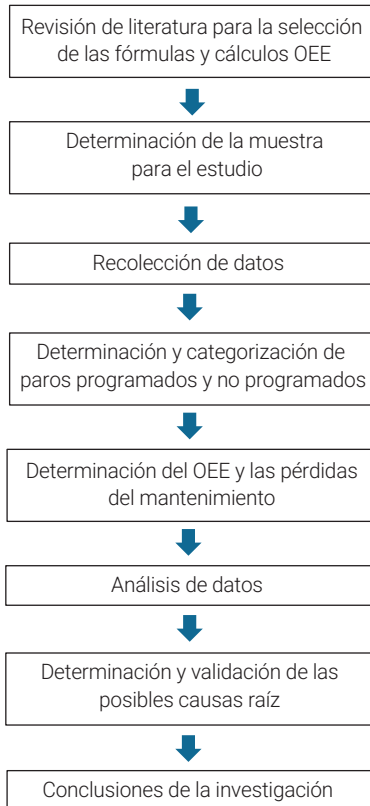 Revisión de literatura para la selección
de las fórmulas y cálculos OEE
Determinación de la muestra
para el estudio
Recolección de datos
Determinación y categorización de
paros programados y no programados
Determinación del OEE y las pérdidas
del mantenimiento
Análisis de datos
Determinación y validación de las
posibles causas raíz
Conclusiones de la investigación